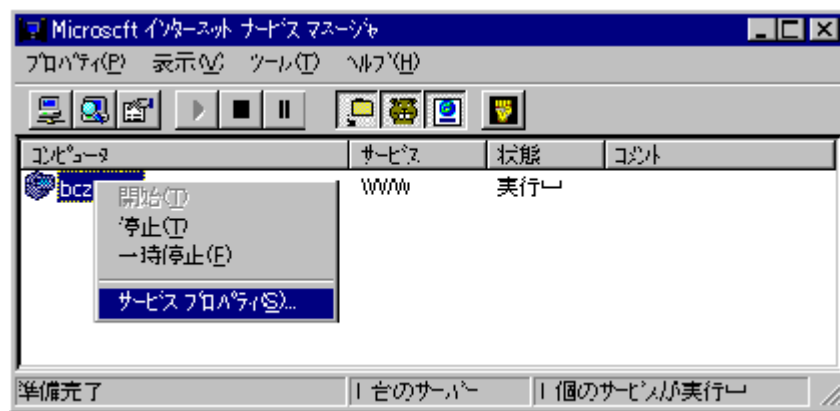 Microsoft インターネット サービス マネージャ
プロパティ(P) 表示(V) ツール(T) ヘルプ(H)
コンピュータ サービス 状態 コメント
bcz WWW 実行中
開始(T)
停止(T)
一時停止(E)
サービス プロパティ(S)...
準備完了 1 台のサーバー 1 個のサービスが実行中